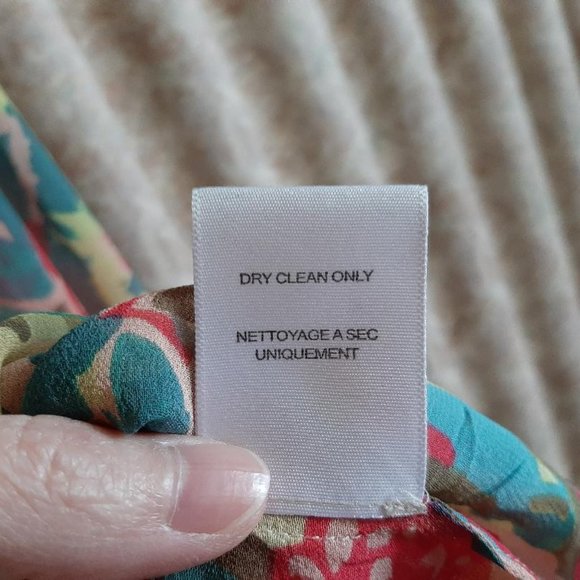 DRY CLEAN ONLY
NETTOYAGE A SEC
UNIQUEMENT